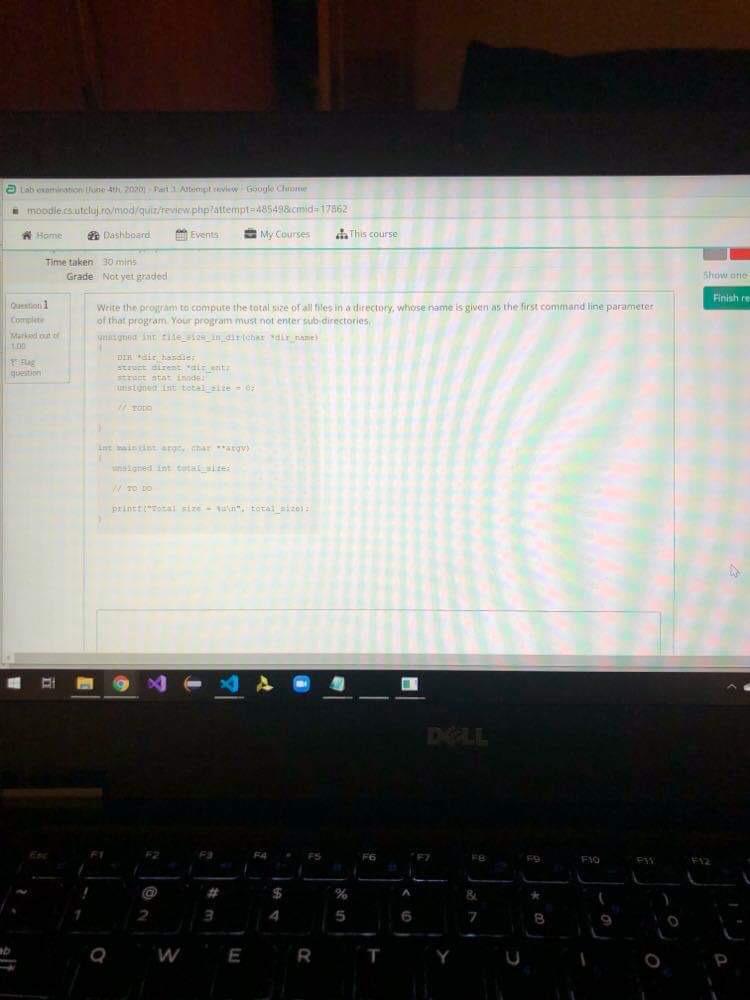 Lab examination (June 4th, 2020) - Part 3: Attempt review - Google Chrome
moodle.cs.utcluj.ro/mod/quiz/review.php?attempt=48549&cmid=17862
Home Dashboard Events My Courses This course
Time taken 30 mins
Grade Not yet graded
Show one
Finish re
Question 1
Complete
Marked out of
1.00
Flag
question
Write the program to compute the total size of all files in a directory, whose name is given as the first command line parameter
of that program. Your program must not enter sub-directories.
unsigned int file_size_in_dir(char *dir_name)
{
DIR *dir_handle;
struct dirent *dir_ent;
struct stat inode;
unsigned int total_size = 0;
// TODO
}
int main(int argc, char **argv)
{
unsigned int total_size;
// TO DO
printf("Total size = %u\n", total_size);
}
DELL
Esc F1 F2 F3 F4 F5 F6 F7 F8 F9 F10 F11 F12
~ ! @ # $ % ^ & * ( ) _
` 1 2 3 4 5 6 7 8 9 0 -
ab Q W E R T Y U I O P